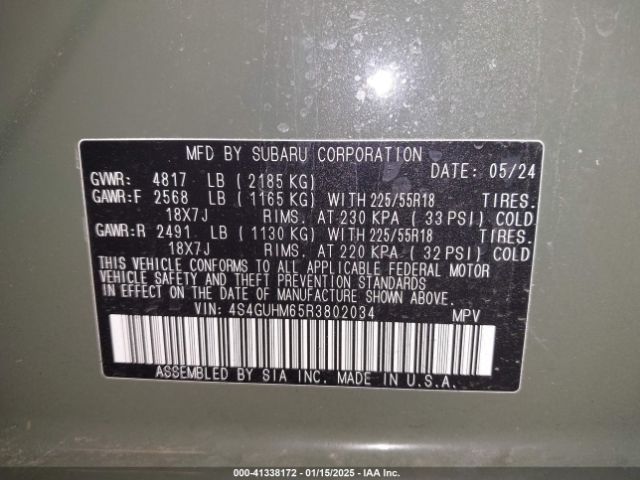 MFD BY SUBARU CORPORATION
DATE: 05/24
GVWR: 4817 LB (2185 KG)
GAWR:F 2568 LB (1165 KG) WITH 225/55R18 TIRES.
18X7J RIMS. AT 230 KPA (33 PSI) COLD
GAWR:R 2491 LB (1130 KG) WITH 225/55R18 TIRES.
18X7J RIMS. AT 220 KPA (32 PSI) COLD
THIS VEHICLE CONFORMS TO ALL APPLICABLE FEDERAL MOTOR
VEHICLE SAFETY AND THEFT PREVENTION STANDARDS
IN EFFECT ON THE DATE OF MANUFACTURE SHOWN ABOVE.
VIN: 4S4GUHM65R3802034 MPV
ASSEMBLED BY SIA INC. MADE IN U.S.A.
000-41338172 — 01/15/2025 — IAA Inc.